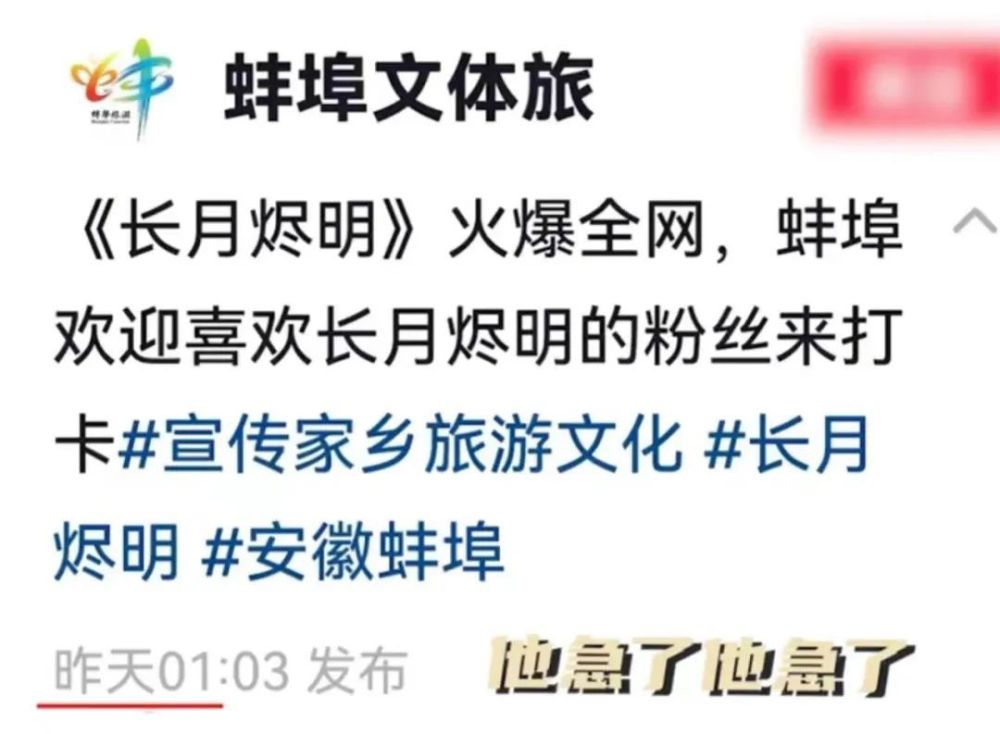 蚌埠文体旅
《长月烬明》火爆全网，蚌埠
欢迎喜欢长月烬明的粉丝来打
卡#宣传家乡旅游文化 #长月
烬明 #安徽蚌埠
昨天01:03 发布
他急了他急了